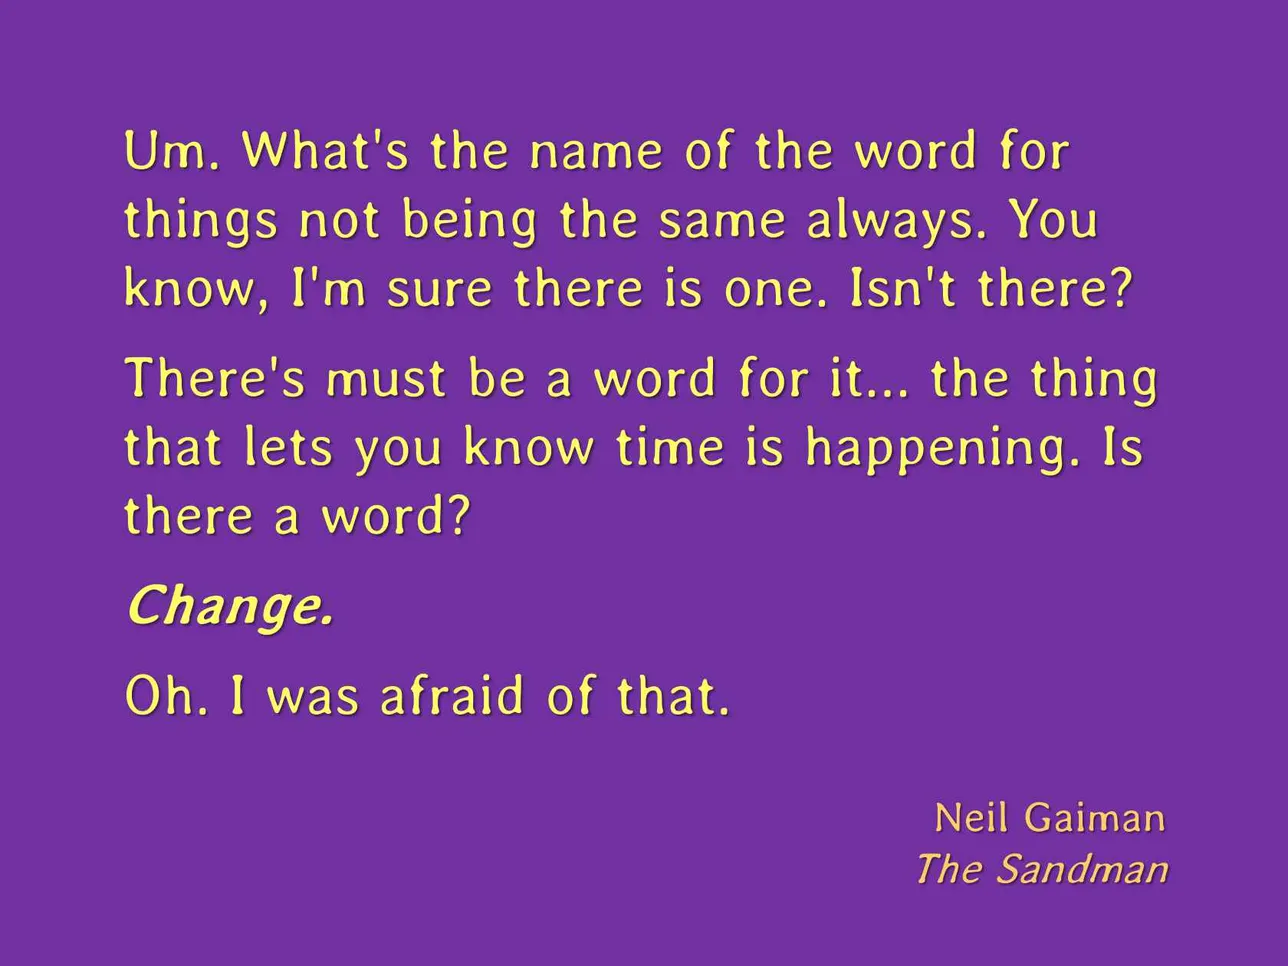 Um. What's the name of the word for
things not being the same always. You
know, I'm sure there is one. Isn't there?
There's must be a word for it... the thing
that lets you know time is happening. Is
there a word?
Change.
Oh. I was afraid of that.
Neil Gaiman
The Sandman